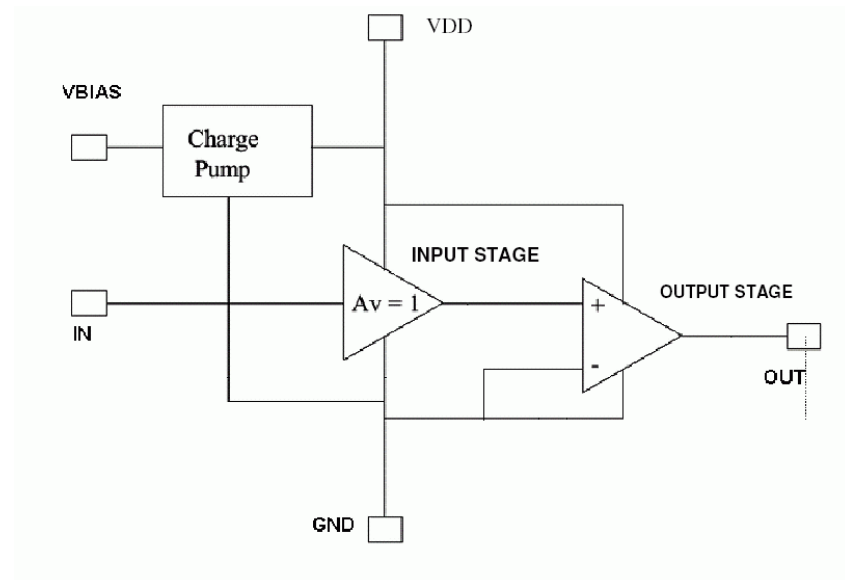 VDD
VBIAS
Charge
Pump
INPUT STAGE
Av = 1
+
-
OUTPUT STAGE
IN
OUT
GND